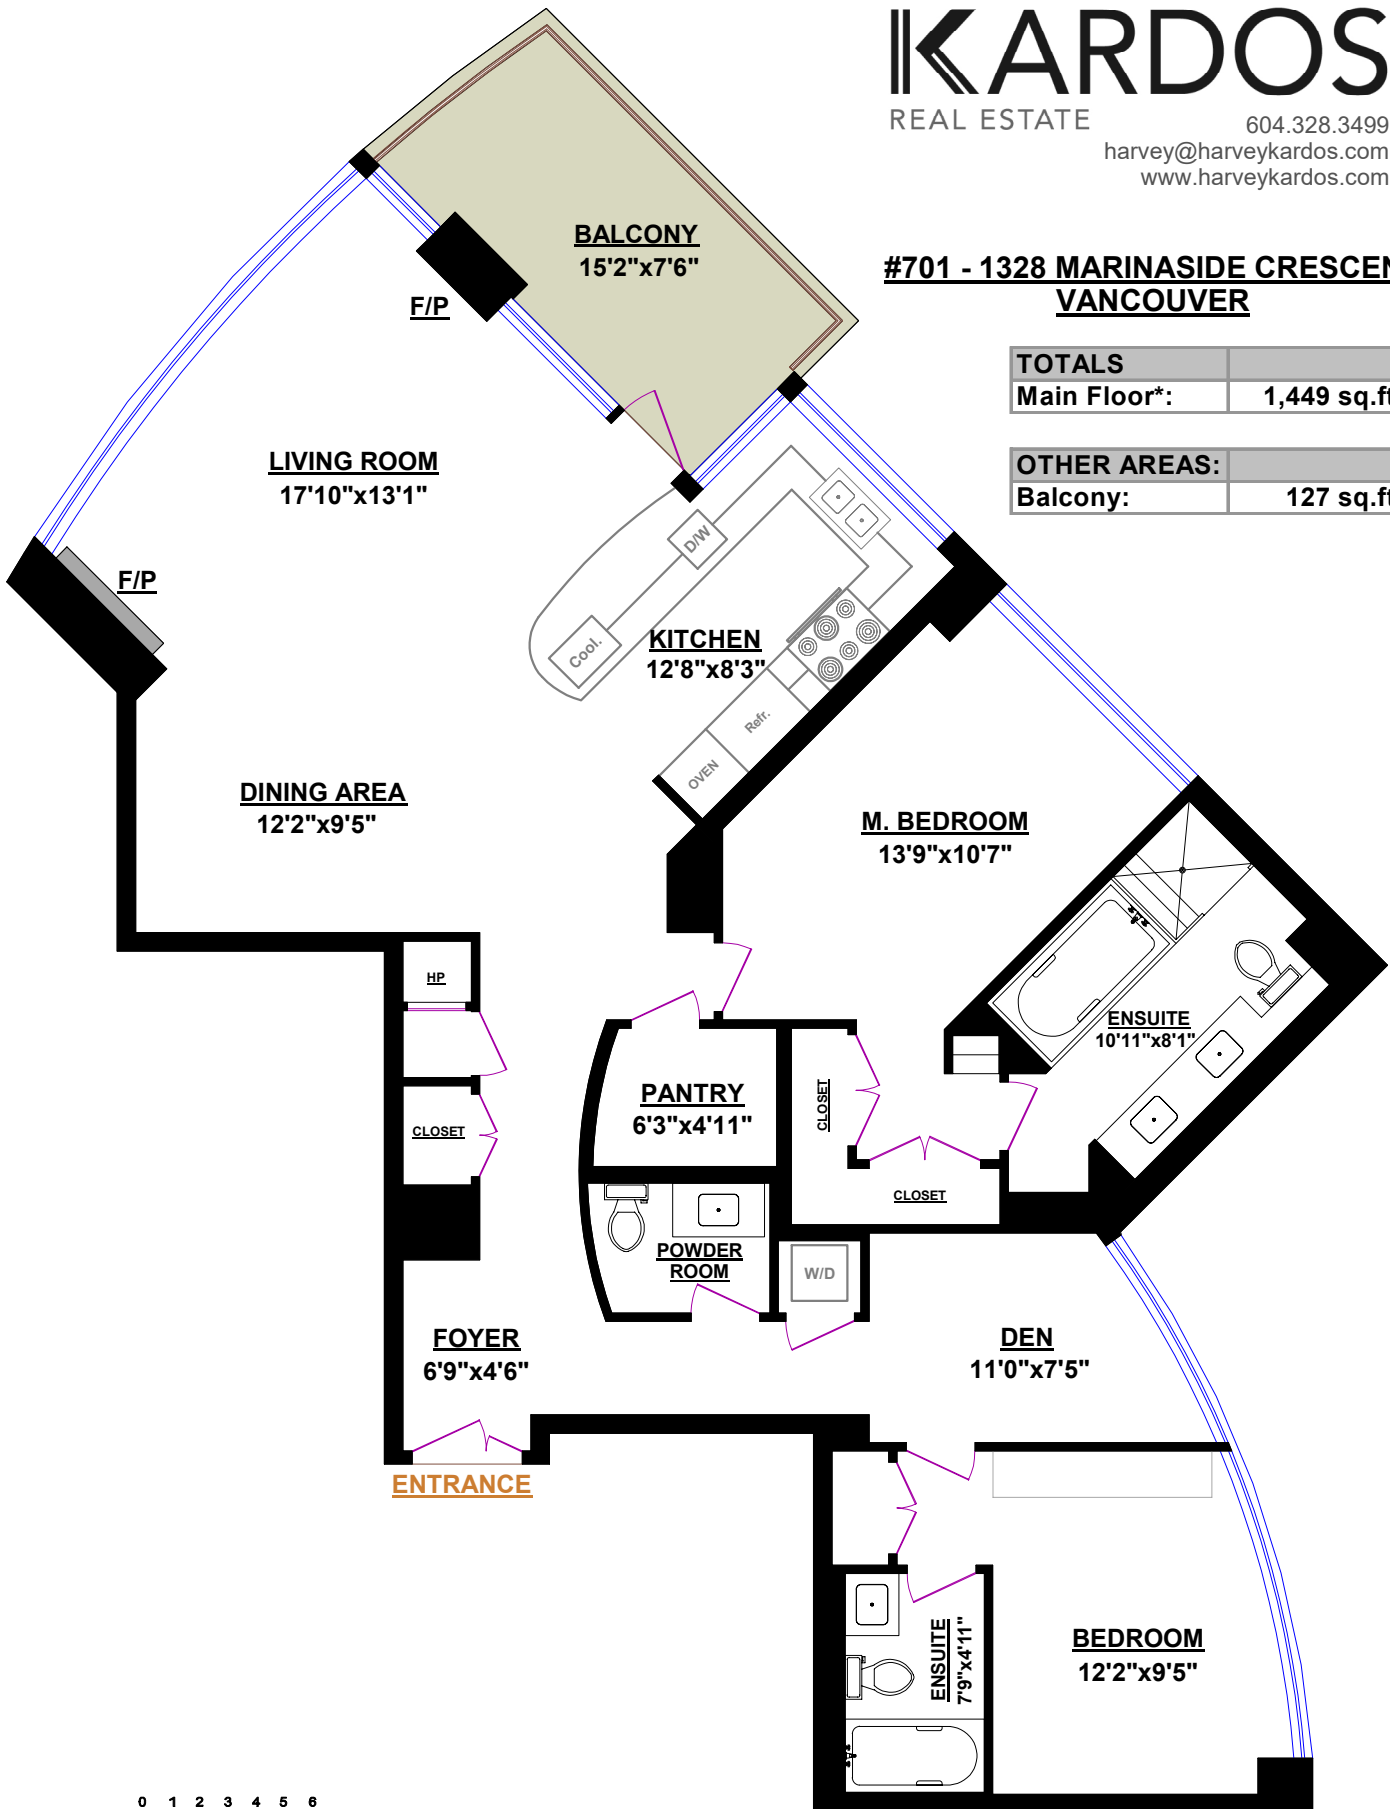 KARDOS
REAL ESTATE
604.328.3499
harvey@harveykardos.com
www.harveykardos.com
#701 - 1328 MARINASIDE CRESCEN
VANCOUVER
TOTALS
Main Floor*: 1,449 sq.ft
OTHER AREAS:
Balcony: 127 sq.ft
BALCONY
15'2"x7'6"
F/P
LIVING ROOM
17'10"x13'1"
F/P
D/W
Cool.
KITCHEN
12'8"x8'3"
Refr.
OVEN
DINING AREA
12'2"x9'5"
M. BEDROOM
13'9"x10'7"
HP
ENSUITE
10'11"x8'1"
PANTRY
6'3"x4'11"
CLOSET
CLOSET
CLOSET
POWDER
ROOM
W/D
FOYER
6'9"x4'6"
DEN
11'0"x7'5"
ENTRANCE
ENSUITE
7'9"x4'11"
BEDROOM
12'2"x9'5"
0 1 2 3 4 5 6